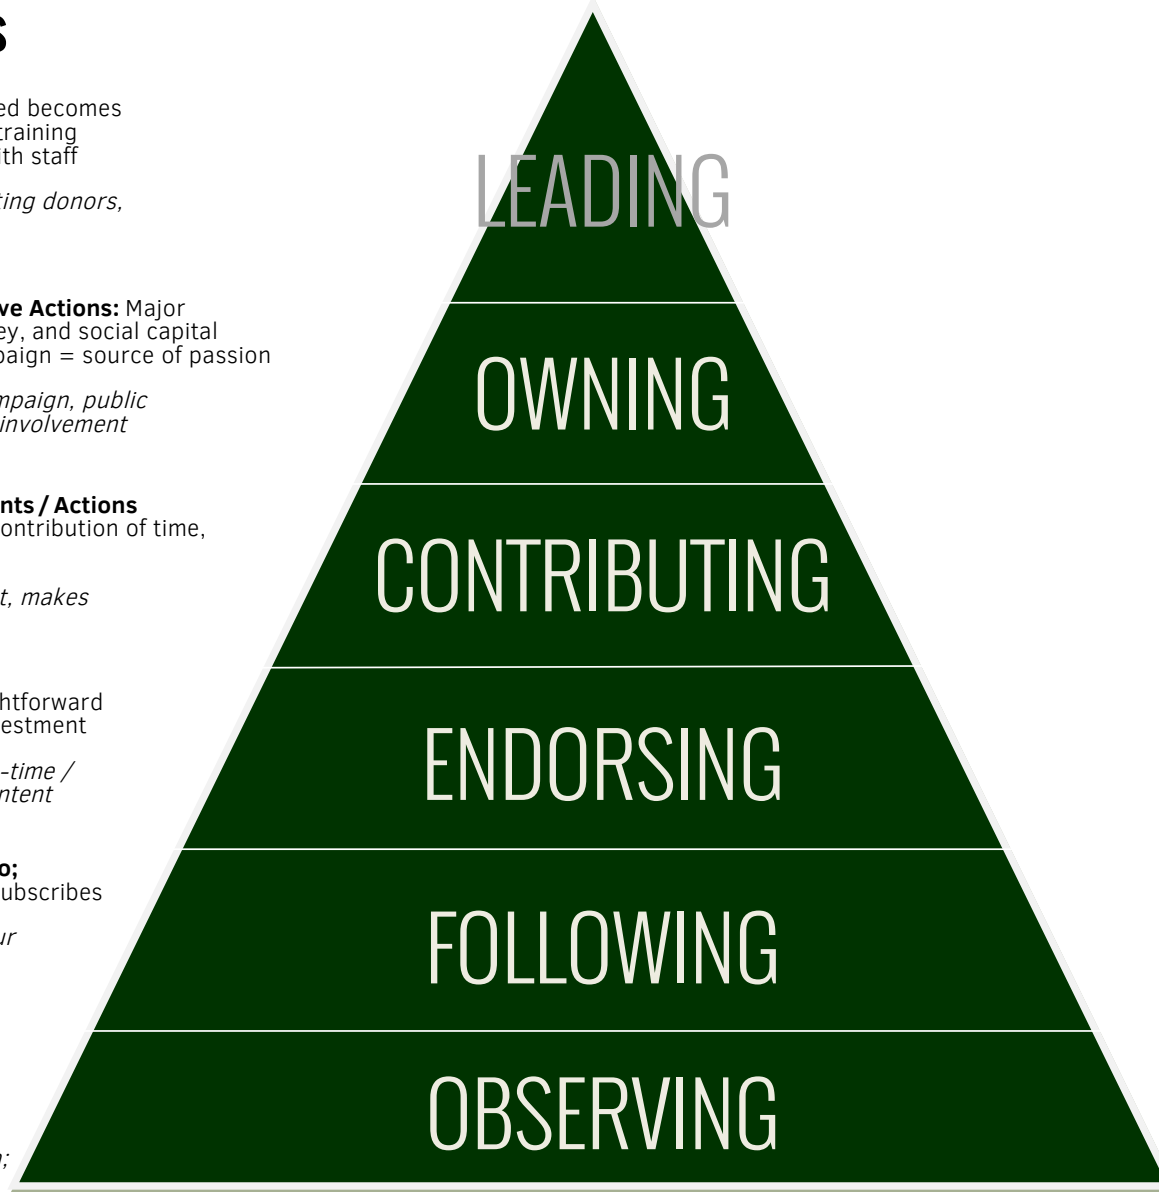 S
ed becomes
training
ith staff
ting donors,
LEADING
ve Actions: Major
ey, and social capital
paign = source of passion
mpaign, public
involvement
OWNING
nts / Actions
ontribution of time,
t, makes
CONTRIBUTING
htforward
estment
-time /
ntent
ENDORSING
o;
ubscribes
ur
FOLLOWING
OBSERVING
;